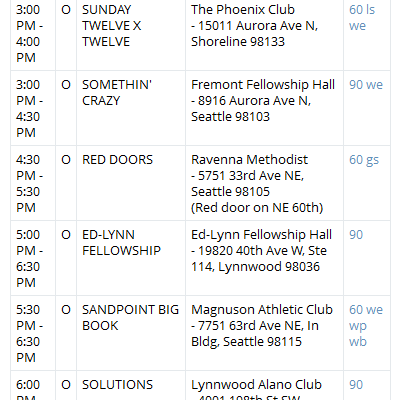 3:00 PM - 4:00 PM O SUNDAY TWELVE X TWELVE The Phoenix Club - 15011 Aurora Ave N, Shoreline 98133 60 ls we
3:00 PM - 4:30 PM O SOMETHIN' CRAZY Fremont Fellowship Hall - 8916 Aurora Ave N, Seattle 98103 90 we
4:30 PM - 5:30 PM O RED DOORS Ravenna Methodist - 5751 33rd Ave NE, Seattle 98105 (Red door on NE 60th) 60 gs
5:00 PM - 6:30 PM O ED-LYNN FELLOWSHIP Ed-Lynn Fellowship Hall - 19820 40th Ave W, Ste 114, Lynnwood 98036 90
5:30 PM - 6:30 PM O SANDPOINT BIG BOOK Magnuson Athletic Club - 7751 63rd Ave NE, In Bldg, Seattle 98115 60 we wp wb
6:00 PM - O SOLUTIONS Lynnwood Alano Club - 4001 198th St SW 90